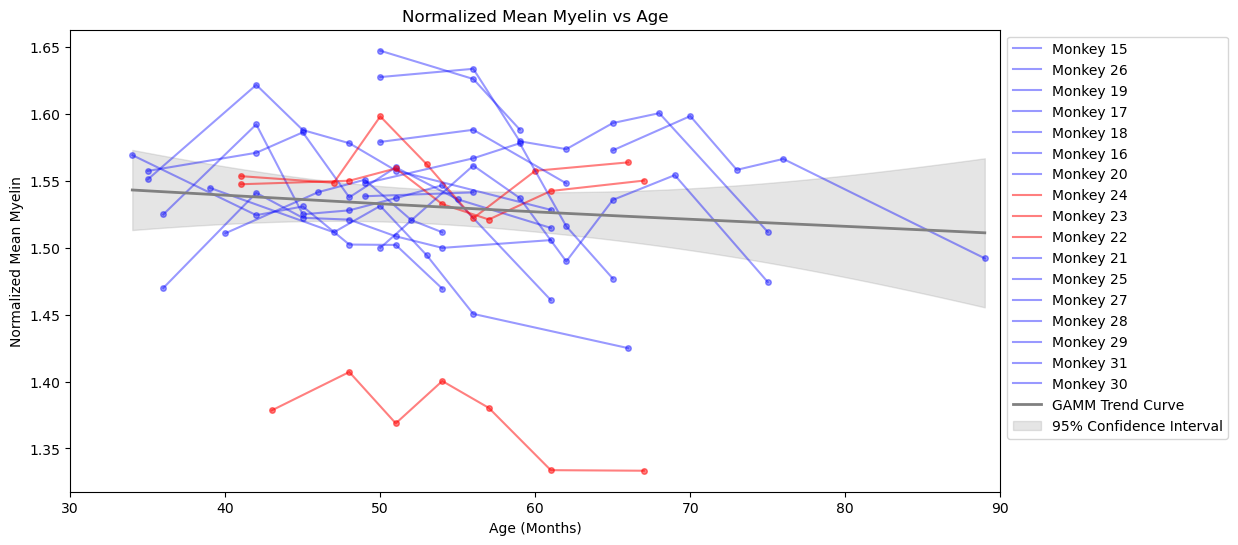 Normalized Mean Myelin vs Age
Normalized Mean Myelin
1.65
1.60
1.55
1.50
1.45
1.40
1.35
30
40
50
60
70
80
90
Age (Months)
Monkey 15
Monkey 26
Monkey 19
Monkey 17
Monkey 18
Monkey 16
Monkey 20
Monkey 24
Monkey 23
Monkey 22
Monkey 21
Monkey 25
Monkey 27
Monkey 28
Monkey 29
Monkey 31
Monkey 30
GAMM Trend Curve
95% Confidence Interval